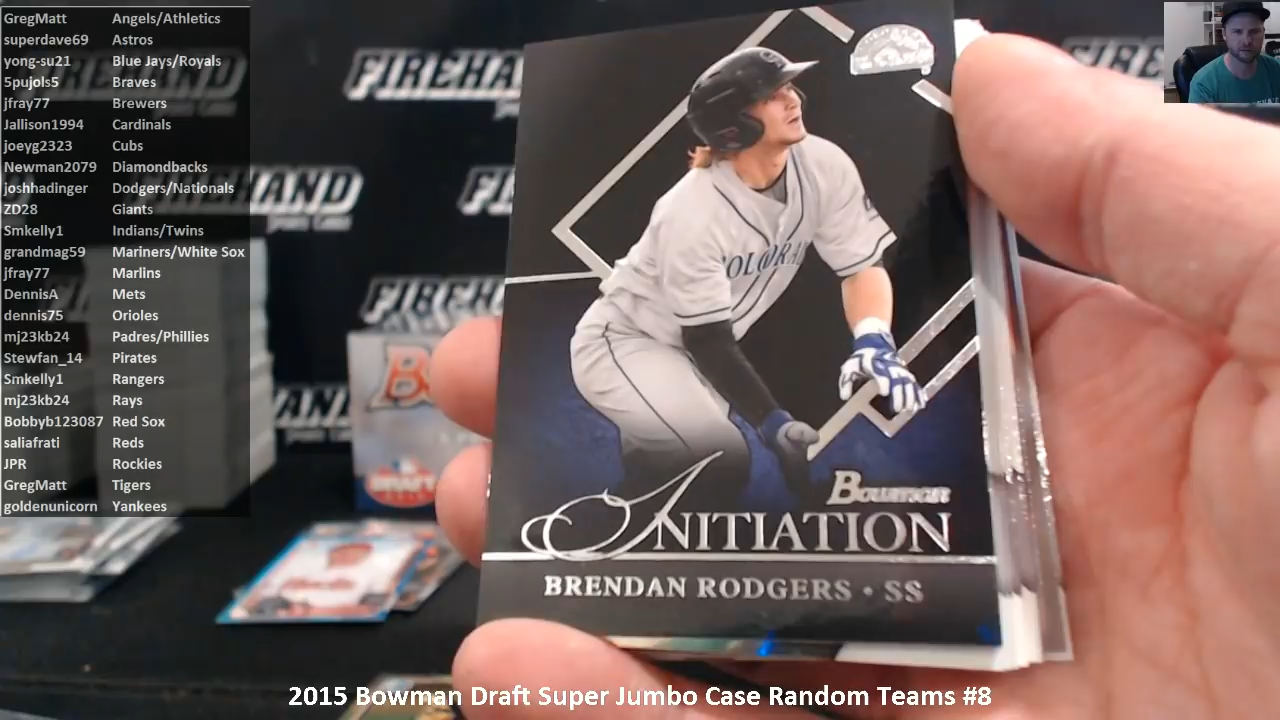 GregMatt Angels/Athletics
superdave69 Astros
yong-su21 Blue Jays/Royals
5pujols5 Braves
jfray77 Brewers
Jallison1994 Cardinals
joeyg2323 Cubs
Newman2079 Diamondbacks
joshhadinger Dodgers/Nationals
ZD28 Giants
Smkelly1 Indians/Twins
grandmag59 Mariners/White Sox
jfray77 Marlins
DennisA Mets
dennis75 Orioles
mj23kb24 Padres/Phillies
Stewfan_14 Pirates
Smkelly1 Rangers
mj23kb24 Rays
Bobbyb123087 Red Sox
saliafrati Reds
JPR Rockies
GregMatt Tigers
goldenunicorn Yankees
FIREHAND
COLORA
Bowman
INITIATION
BRENDAN RODGERS • SS
DRAFT
2015 Bowman Draft Super Jumbo Case Random Teams #8